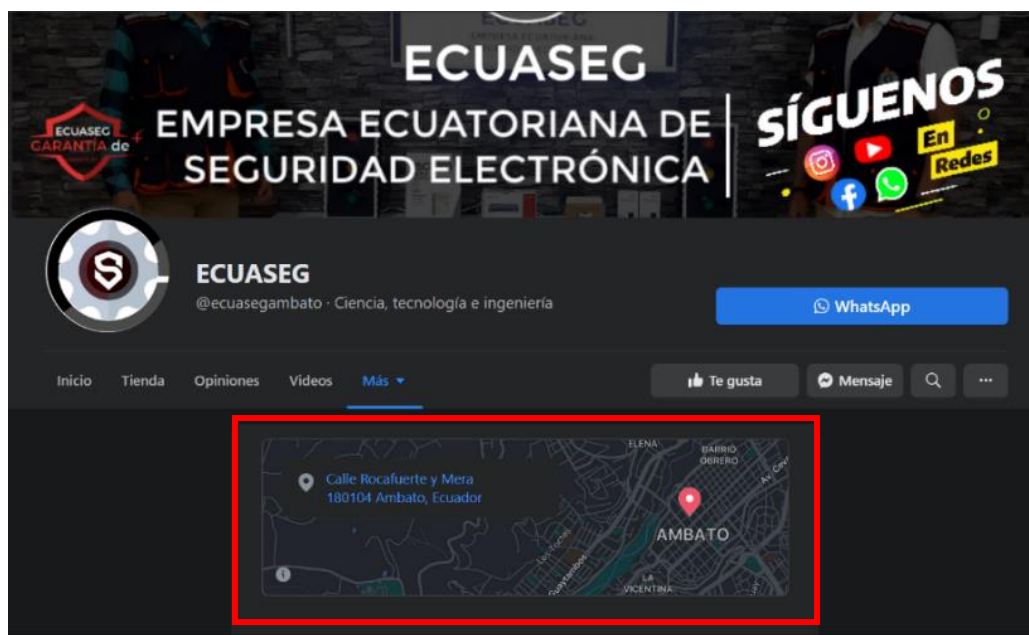 ECUASEG
EMPRESA ECUATORIANA DE
SEGURIDAD ELECTRÓNICA
ECUASEG
GARANTÍA de
SÍGUENOS
En
Redes
S
ECUASEG
@ecuasegambato · Ciencia, tecnología e ingeniería
WhatsApp
Inicio Tienda Opiniones Videos Más
Te gusta Mensaje
Calle Rocafuerte y Mera
180104 Ambato, Ecuador
ELENA
BARRIO
OBRERO
AMBATO
Guaytambos
LA
VICENTINA